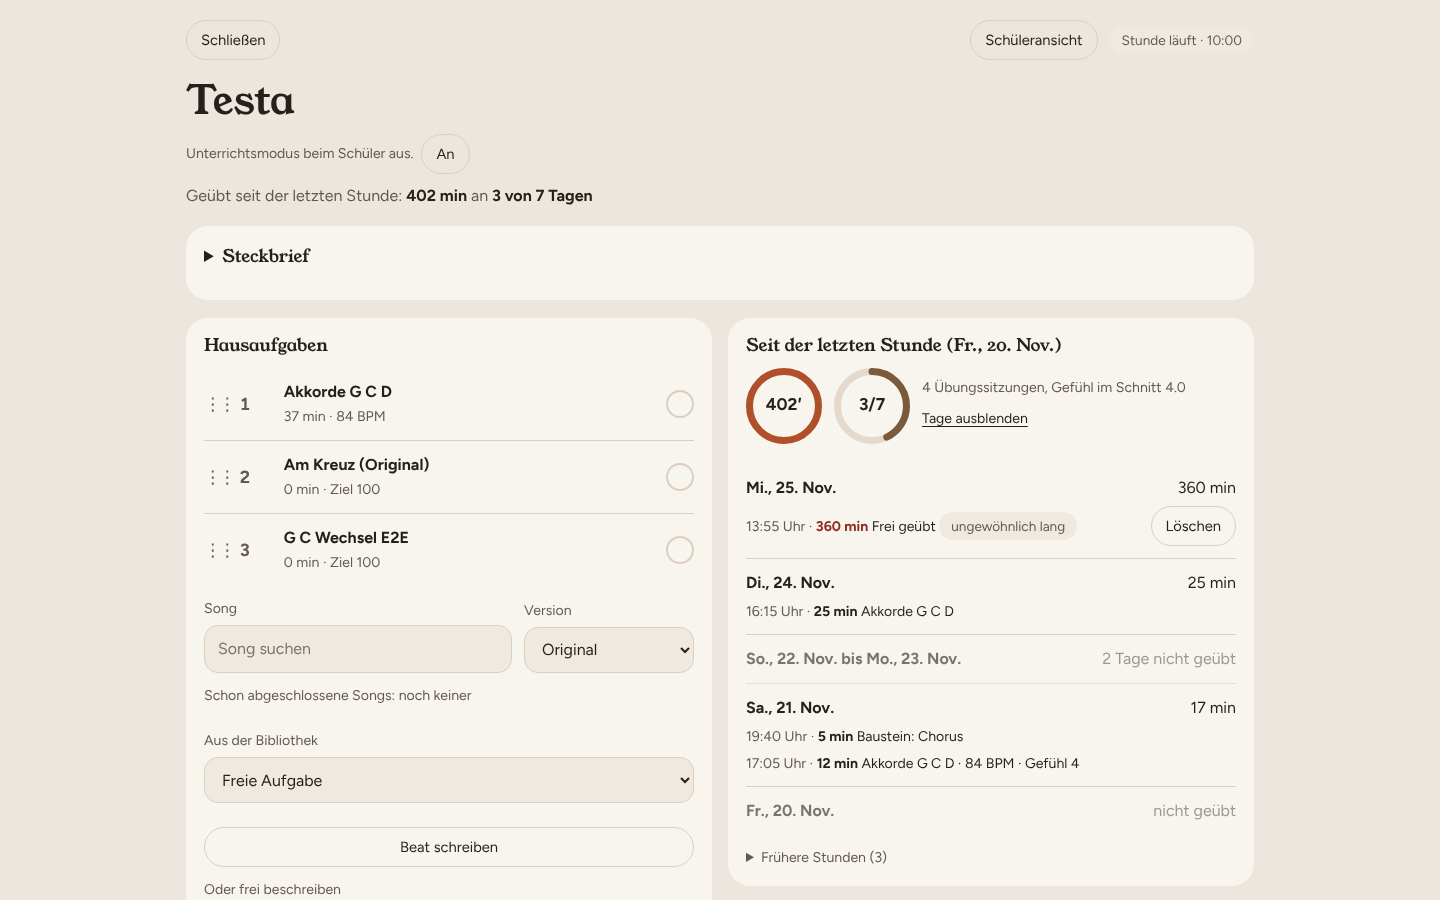 Schließen
Schüleransicht
Stunde läuft · 10:00
Testa
Unterrichtsmodus beim Schüler aus. An
Geübt seit der letzten Stunde: 402 min an 3 von 7 Tagen
Steckbrief
Hausaufgaben
1 Akkorde G C D
37 min · 84 BPM
2 Am Kreuz (Original)
0 min · Ziel 100
3 G C Wechsel E2E
0 min · Ziel 100
Song
Version
Song suchen
Original
Schon abgeschlossene Songs: noch keiner
Aus der Bibliothek
Freie Aufgabe
Beat schreiben
Oder frei beschreiben
Seit der letzten Stunde (Fr., 20. Nov.)
402′
3/7
4 Übungssitzungen, Gefühl im Schnitt 4.0
Tage ausblenden
Mi., 25. Nov. 360 min
13:55 Uhr · 360 min Frei geübt ungewöhnlich lang Löschen
Di., 24. Nov. 25 min
16:15 Uhr · 25 min Akkorde G C D
So., 22. Nov. bis Mo., 23. Nov. 2 Tage nicht geübt
Sa., 21. Nov. 17 min
19:40 Uhr · 5 min Baustein: Chorus
17:05 Uhr · 12 min Akkorde G C D · 84 BPM · Gefühl 4
Fr., 20. Nov. nicht geübt
Frühere Stunden (3)